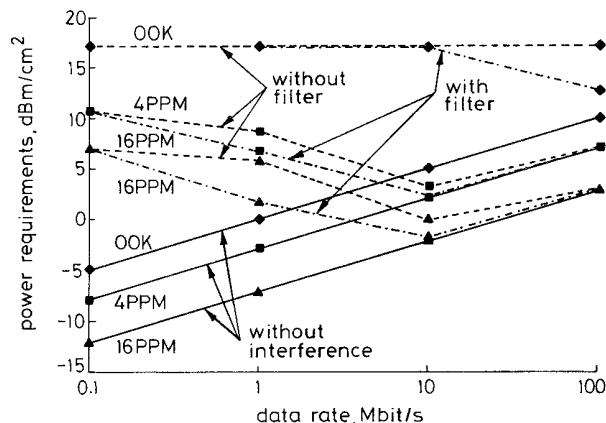 power requirements, dBm/cm²
20
15
10
5
0
-5
-10
-15
OOK
without
filter
with
filter
4PPM
16PPM
16PPM
OOK
4PPM
16PPM
without
interference
0.1
1
10
100
data rate, Mbit/s